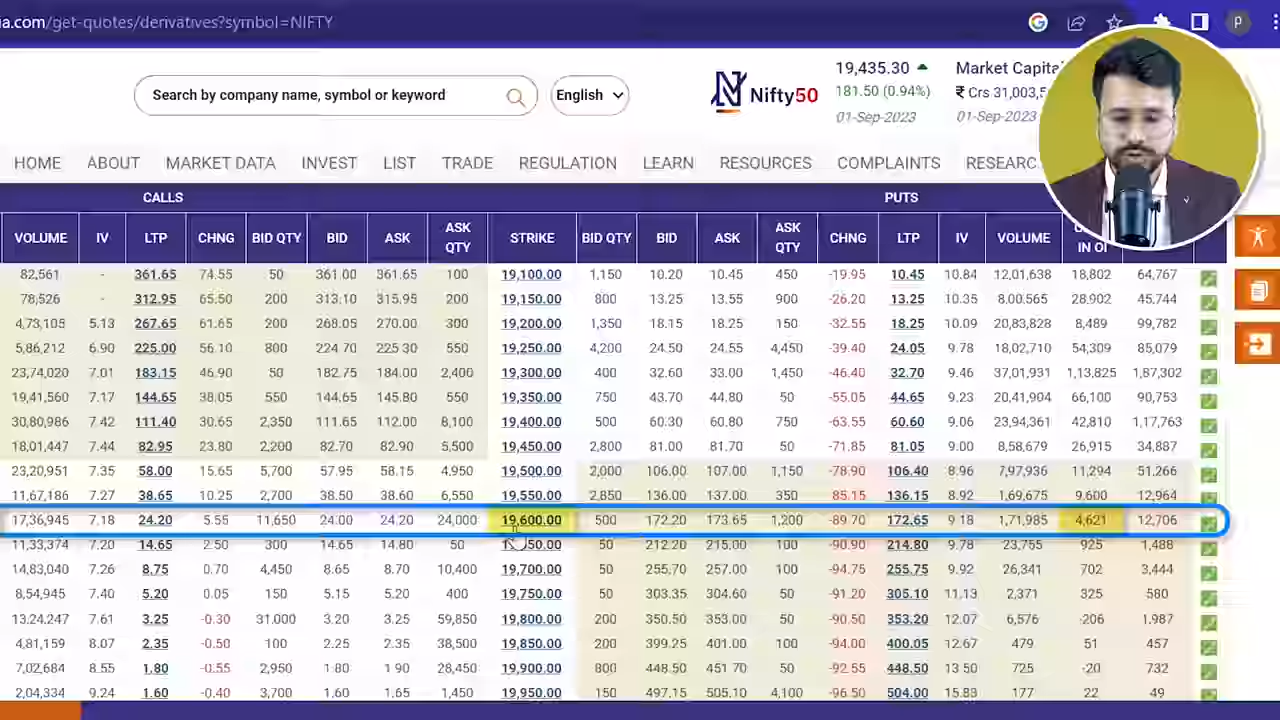 a.com/get-quotes/derivatives?symbol=NIFTY
p
Search by company name, symbol or keyword
English
Nifty50
19,435.30
181.50 (0.94%)
01-Sep-2023
Market Capital
₹ Crs 31,003,5
01-Sep-2023
HOME ABOUT MARKET DATA INVEST LIST TRADE REGULATION LEARN RESOURCES COMPLAINTS RESEARC
CALLS PUTS
VOLUME IV LTP CHNG BID QTY BID ASK ASK QTY STRIKE BID QTY BID ASK ASK QTY CHNG LTP IV VOLUME IN OI
82,561 - 361.65 74.55 50 361.00 361.65 100 19,100.00 1,150 10.20 10.45 450 -19.95 10.45 10.84 12,01,638 18,802 64,767
78,526 - 312.95 65.50 200 313.10 315.95 200 19,150.00 800 13.25 13.55 900 -26.20 13.25 10.35 8,00,565 28,902 45,744
4,73,105 5.13 267.65 61.65 200 268.05 270.00 300 19,200.00 1,350 18.15 18.25 150 -32.55 18.25 10.09 20,83,828 8,489 99,782
5,86,212 6.90 225.00 56.10 800 224.70 225.30 550 19,250.00 4,200 24.50 24.55 4,450 -39.40 24.05 9.78 18,02,710 54,309 85,079
23,74,020 7.01 183.15 46.90 50 182.75 184.00 2,400 19,300.00 400 32.60 33.00 1,450 -46.40 32.70 9.46 37,01,931 1,13,825 1,87,302
19,41,560 7.17 144.65 38.05 550 144.65 145.80 550 19,350.00 750 43.70 44.80 50 -55.05 44.65 9.23 20,41,904 66,100 90,753
30,80,986 7.42 111.40 30.65 2,350 111.65 112.00 8,100 19,400.00 500 60.30 60.80 750 -63.55 60.60 9.06 23,94,361 42,810 1,17,763
18,01,447 7.44 82.95 23.80 2,200 82.70 82.90 5,500 19,450.00 2,800 81.00 81.70 50 -71.85 81.05 9.00 8,58,679 26,915 34,887
23,20,951 7.35 58.00 15.65 5,700 57.95 58.15 4,950 19,500.00 2,000 106.00 107.00 1,150 -78.90 106.40 8.96 7,97,936 11,294 51,266
11,67,186 7.27 38.65 10.25 2,700 38.50 38.60 6,550 19,550.00 2,850 136.00 137.00 350 85.15 136.15 8.92 1,69,675 9,600 12,964
17,36,945 7.18 24.20 5.55 11,650 24.00 24.20 24,000 19,600.00 500 172.20 173.65 1,200 -89.70 172.65 9.18 1,71,985 4,621 12,706
11,33,374 7.20 14.65 2.50 300 14.65 14.80 50 50 212.20 215.00 100 -90.90 214.80 9.78 23,755 925 1,488
14,83,040 7.26 8.75 0.70 4,450 8.65 8.70 10,400 19,700.00 50 255.70 257.00 100 -94.75 255.75 9.92 26,341 702 3,444
8,54,945 7.40 5.20 0.05 150 5.15 5.20 400 19,750.00 50 303.35 304.60 50 -91.20 305.10 11.13 2,371 325 580
13,24,247 7.61 3.25 -0.30 31,000 3.20 3.25 59,850 19,800.00 200 350.50 353.00 50 -90.50 353.20 12.07 6,576 -206 1,987
4,81,159 8.07 2.35 -0.50 100 2.25 2.35 38,500 19,850.00 200 399.25 401.00 100 -94.00 400.05 2.67 479 51 457
7,02,684 8.55 1.80 -0.55 2,950 1.80 1.90 28,450 19,900.00 800 448.50 451.70 50 -92.55 448.50 13.50 725 -20 732
2,04,334 9.24 1.60 -0.40 3,700 1.60 1.65 1,450 19,950.00 150 497.15 505.10 4,100 -96.50 504.00 15.83 177 22 49